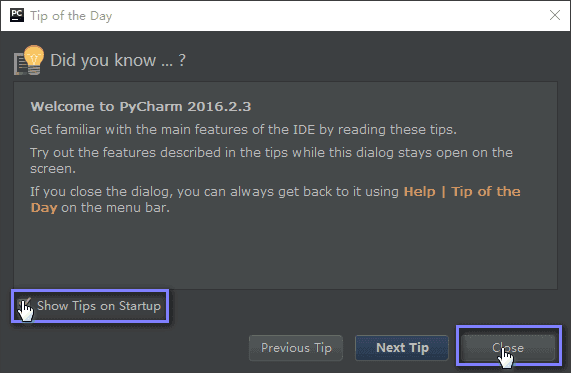 PC Tip of the Day
Did you know ... ?
Welcome to PyCharm 2016.2.3
Get familiar with the main features of the IDE by reading these tips.
Try out the features described in the tips while this dialog stays open on the
screen.
If you close the dialog, you can always get back to it using Help | Tip of the
Day on the menu bar.
Show Tips on Startup
Previous Tip Next Tip Close